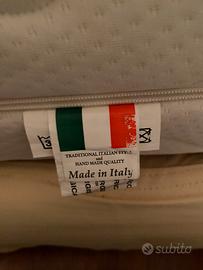 TRADITIONAL ITALIAN STYLE
and
HAND MADE QUALITY
Made in Italy
subito